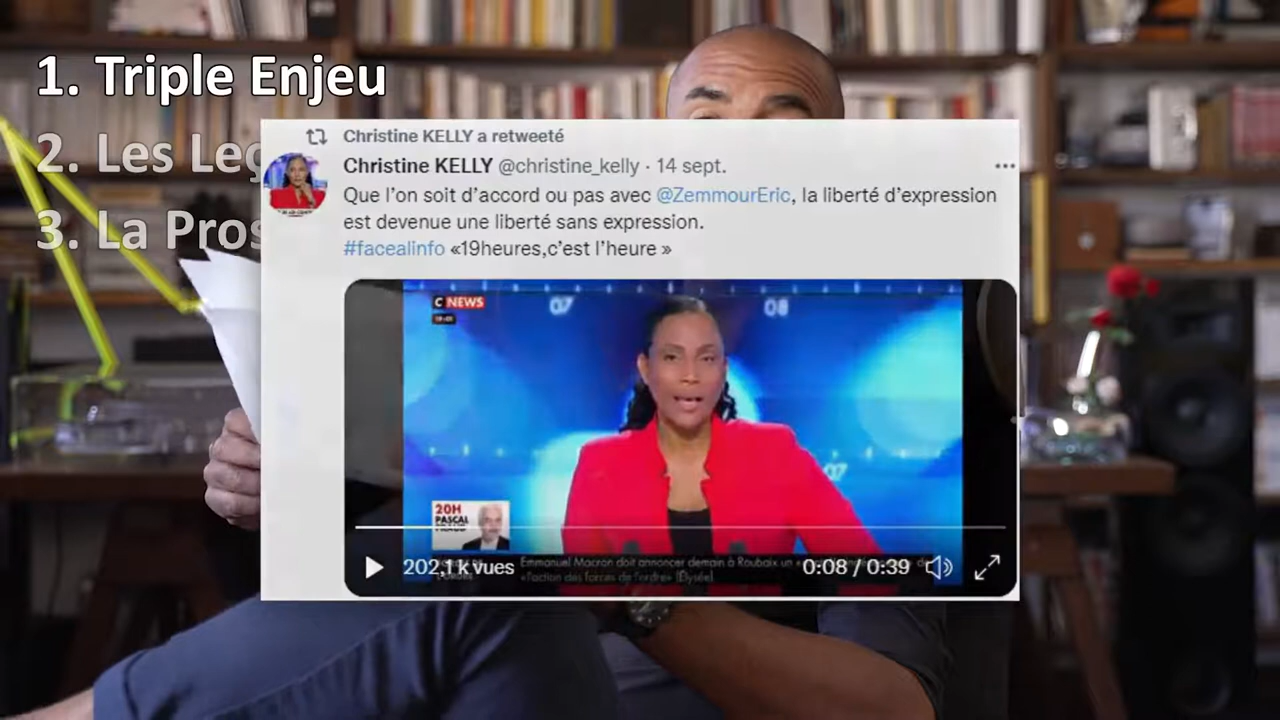 1. Triple Enjeu
2. Les Leg
3. La Pros
Christine KELLY a retweeté
Christine KELLY @christine_kelly · 14 sept.
Que l’on soit d’accord ou pas avec @ZemmourEric, la liberté d’expression
est devenue une liberté sans expression.
#facealinfo «19heures,c’est l’heure »
C NEWS
07
08
07
20H
PASCAL
Emmanuel Macron doit annoncer demain à Roubaix un
«l'action des forces de l'ordre» (Élysée)
202,1 k vues
0:08 / 0:39